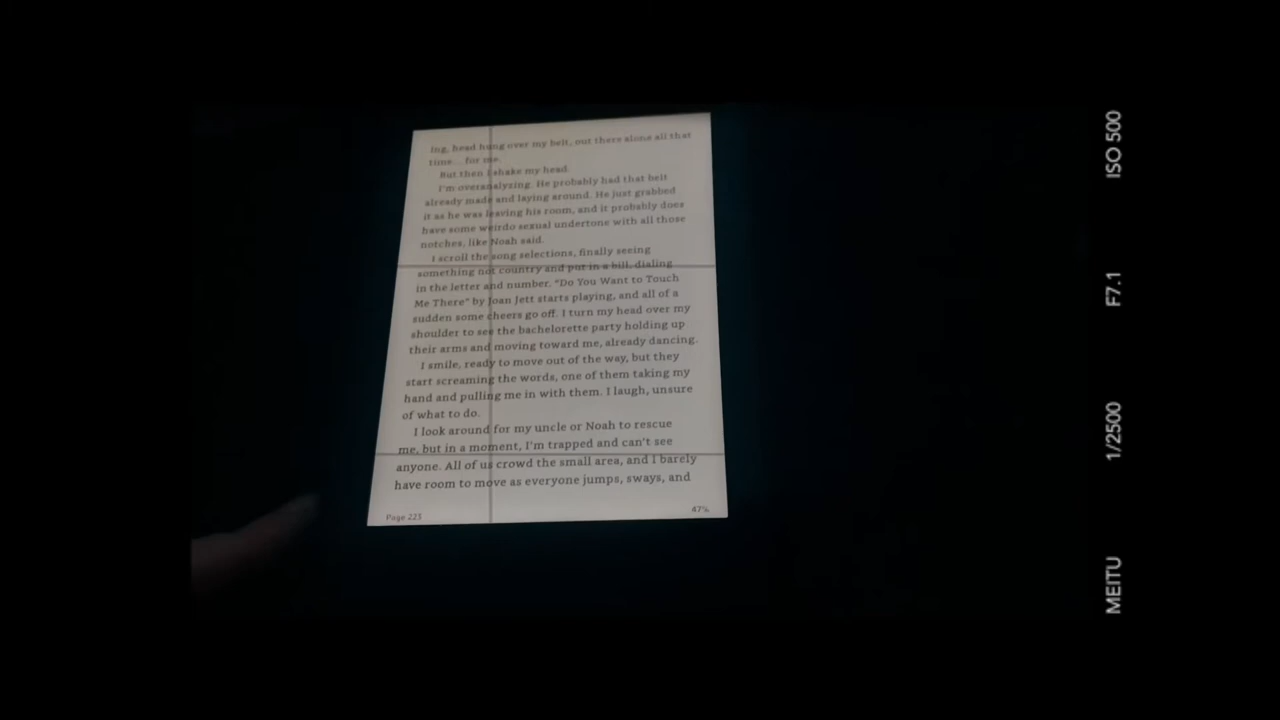 ing, head hung over my belt, out there alone all that
time... for me.
But then I shake my head.
I'm overanalyzing. He probably had that belt
already made and laying around. He just grabbed
it as he was leaving his room, and it probably does
have some weirdo sexual undertone with all those
notches, like Noah said.
I scroll the song selections, finally seeing
something not country and put in a bill, dialing
in the letter and number. “Do You Want to Touch
Me There” by Joan Jett starts playing, and all of a
sudden some cheers go off. I turn my head over my
shoulder to see the bachelorette party holding up
their arms and moving toward me, already dancing.
I smile, ready to move out of the way, but they
start screaming the words, one of them taking my
hand and pulling me in with them. I laugh, unsure
of what to do.
I look around for my uncle or Noah to rescue
me, but in a moment, I'm trapped and can't see
anyone. All of us crowd the small area, and I barely
have room to move as everyone jumps, sways, and
Page 223
47%
MEITU
1/2500
F7.1
ISO 500